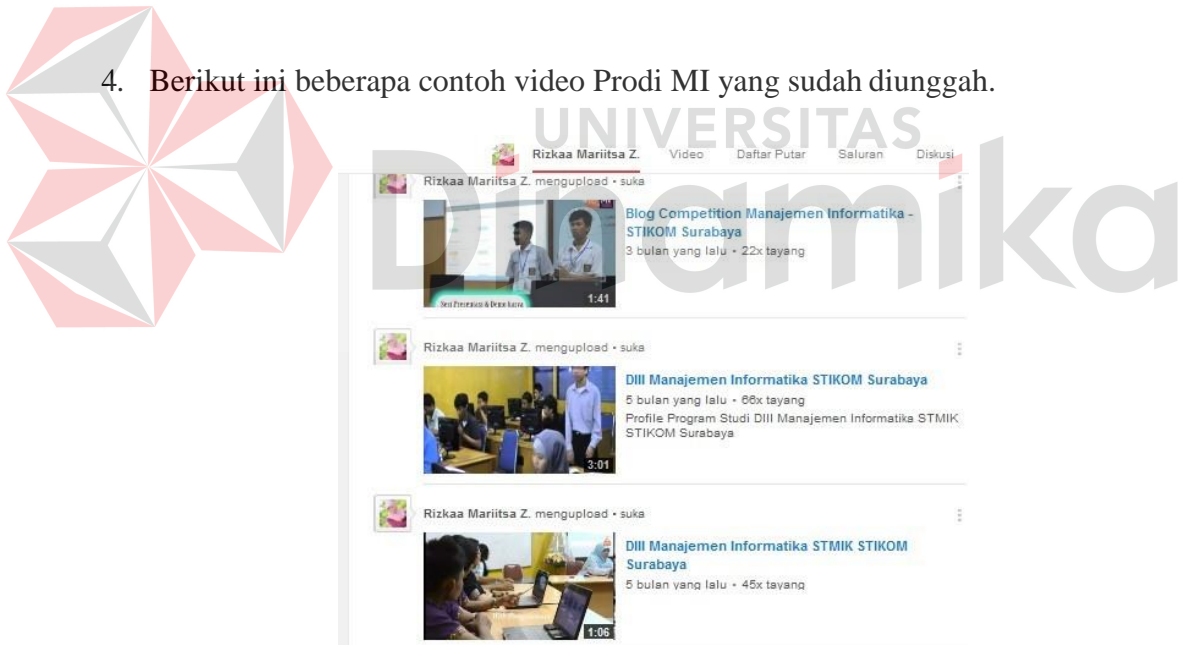 4. Berikut ini beberapa contoh video Prodi MI yang sudah diunggah.
UNIVERSITAS
Dinamika
Rizkaa Mariitsa Z. Video Daftar Putar Saluran Diskusi
Rizkaa Mariitsa Z. mengupload • suka
Blog Competition Manajemen Informatika -
STIKOM Surabaya
3 bulan yang lalu • 22x tayang
Sesi Presentasi & Demo Karya
1:41
Rizkaa Mariitsa Z. mengupload • suka
DIII Manajemen Informatika STIKOM Surabaya
5 bulan yang lalu • 66x tayang
Profile Program Studi DIII Manajemen Informatika STMIK
STIKOM Surabaya
3:01
Rizkaa Mariitsa Z. mengupload • suka
DIII Manajemen Informatika STMIK STIKOM
Surabaya
5 bulan yang lalu • 45x tayang
1:06